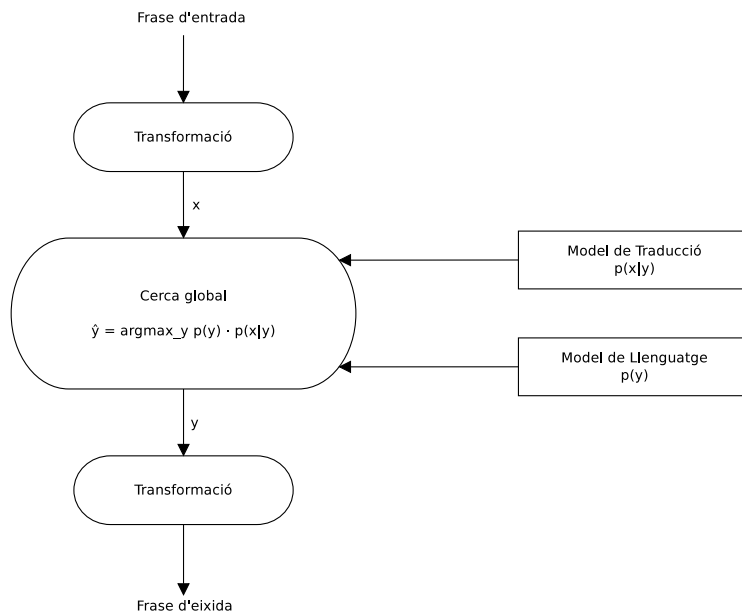 Frase d'entrada
Transformació
x
Cerca global
ŷ = argmax_y p(y) · p(x|y)
Model de Traducció
p(x|y)
Model de Llenguatge
p(y)
y
Transformació
Frase d'eixida